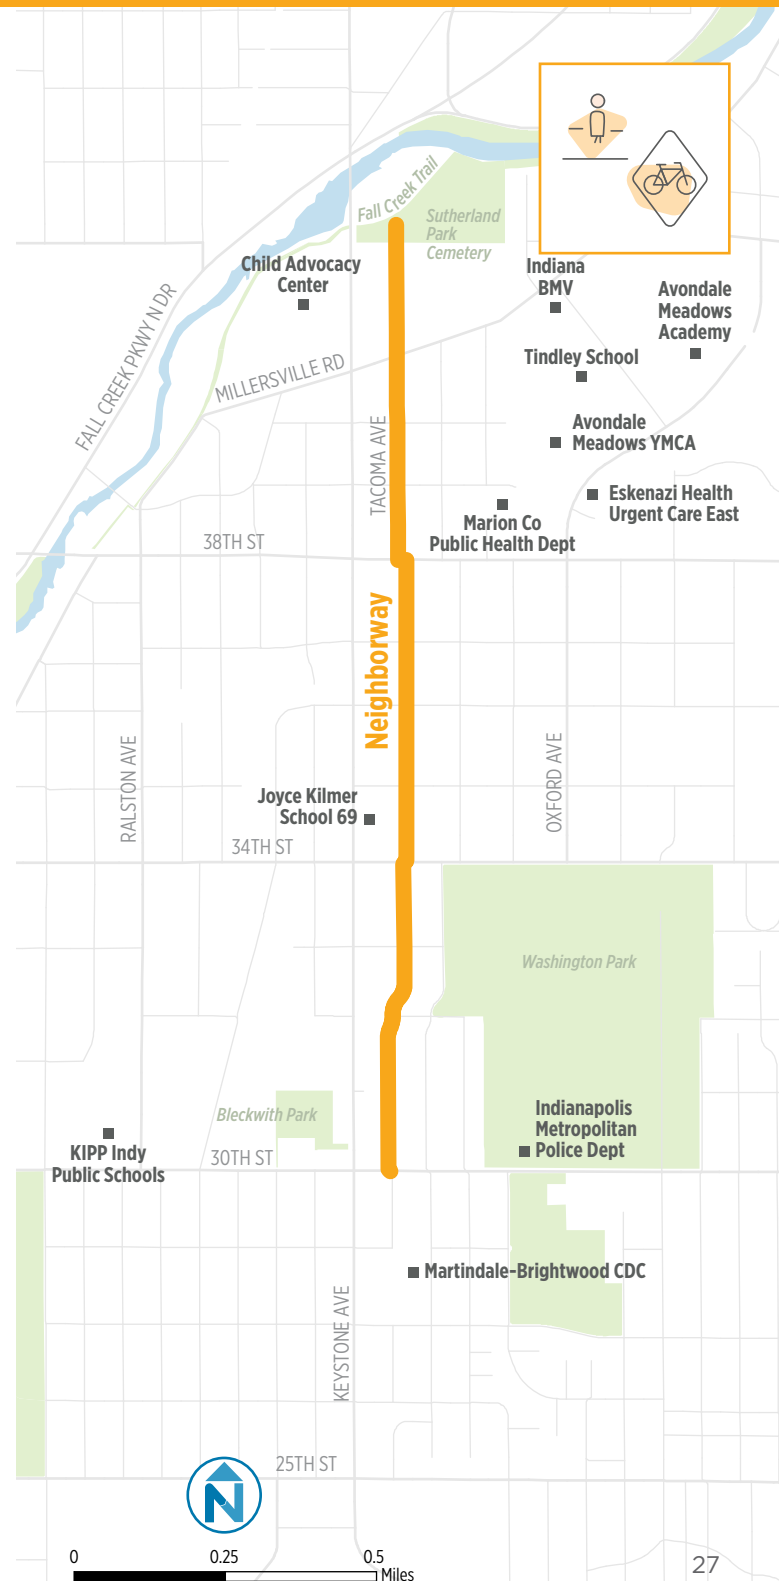 Fall Creek Trail
Sutherland
Park
Cemetery
Child Advocacy
Center
Indiana
BMV
Avondale
Meadows
Academy
FALL CREEK PKWY N DR
MILLERSVILLE RD
Tindley School
TACOMA AVE
Avondale
Meadows YMCA
Eskenazi Health
Urgent Care East
Marion Co
Public Health Dept
38TH ST
Neighborway
RALSTON AVE
OXFORD AVE
Joyce Kilmer
School 69
34TH ST
Washington Park
Bleckwith Park
Indianapolis
Metropolitan
Police Dept
KIPP Indy
Public Schools
30TH ST
Martindale-Brightwood CDC
KEYSTONE AVE
25TH ST
N
0 0.25 0.5
Miles
27